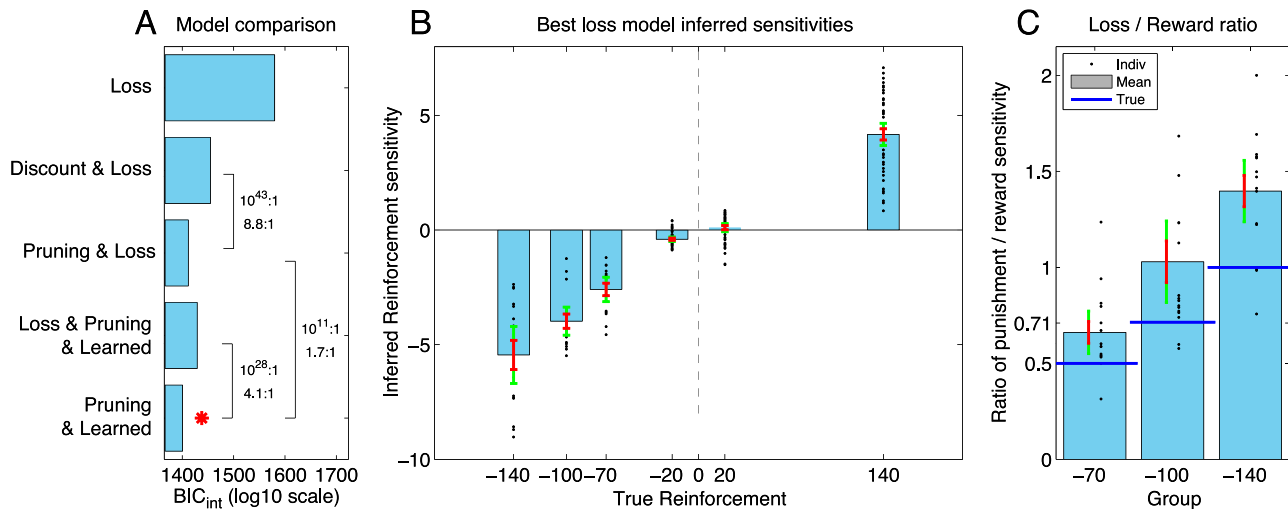 A Model comparison
Loss
Discount & Loss
Pruning & Loss
Loss & Pruning
& Learned
Pruning
& Learned
10^43:1
8.8:1
10^28:1
4.1:1
10^11:1
1.7:1
*
1400 1500 1600 1700
BIC_int (log10 scale)
B Best loss model inferred sensitivities
Inferred Reinforcement sensitivity
10
5
0
−5
−10
−140 −100 −70 −20 0 20 140
True Reinforcement
C Loss / Reward ratio
Indiv
Mean
True
Ratio of punishment / reward sensitivity
2
1.5
1
0.71
0.5
0
−70 −100 −140
Group